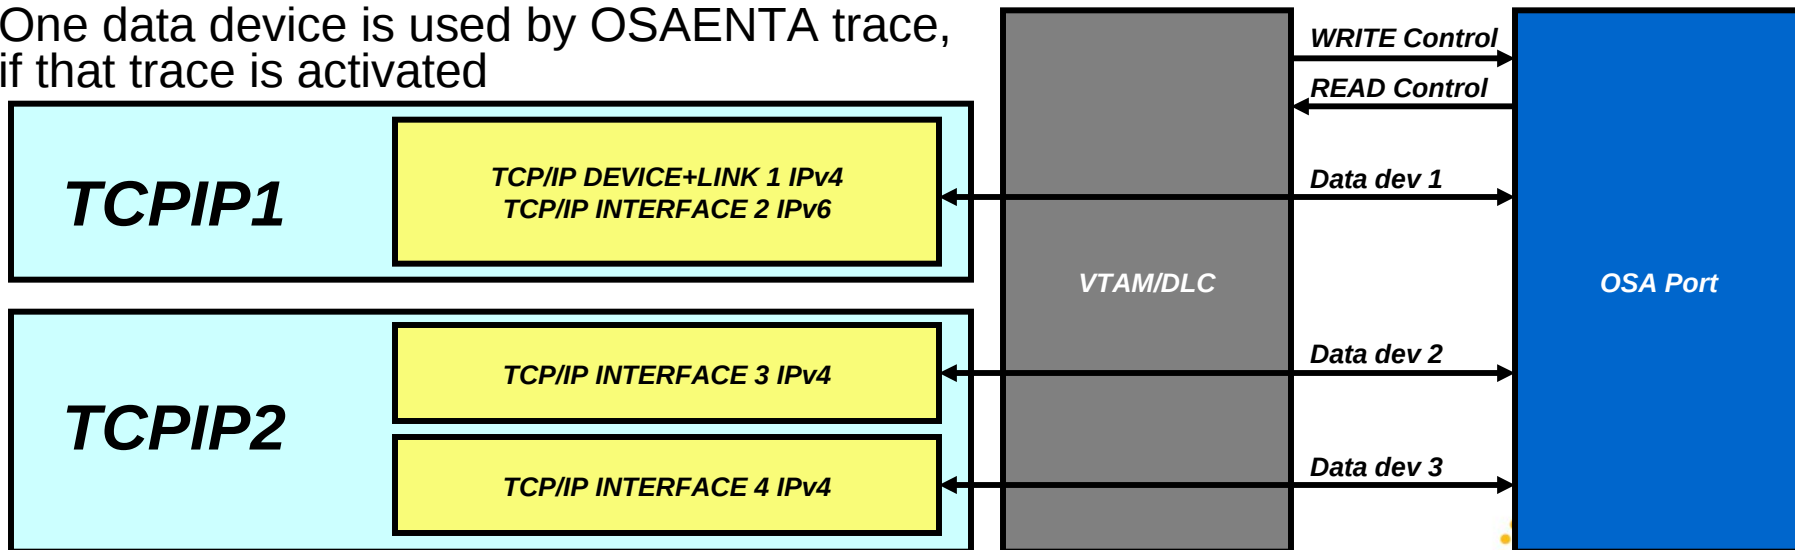 One data device is used by OSAENTA trace,
if that trace is activated
WRITE Control
READ Control
TCPIP1
TCP/IP DEVICE+LINK 1 IPv4
TCP/IP INTERFACE 2 IPv6
Data dev 1
VTAM/DLC
OSA Port
TCPIP2
TCP/IP INTERFACE 3 IPv4
Data dev 2
TCP/IP INTERFACE 4 IPv4
Data dev 3